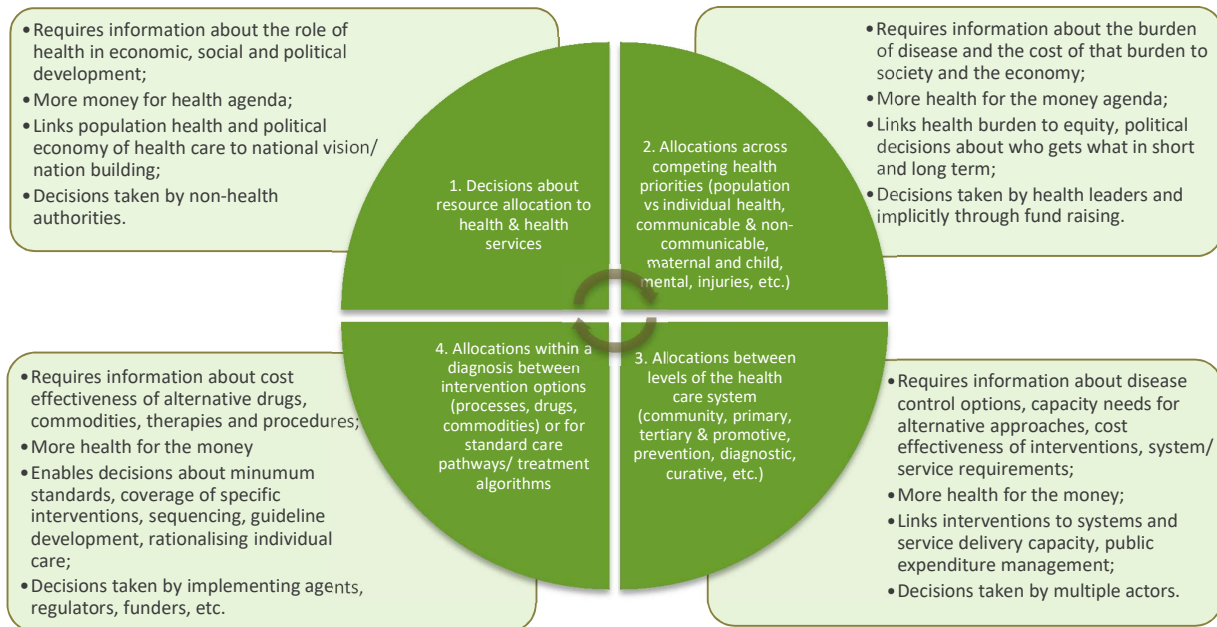 •Requires information about the role of
health in economic, social and political
development;
•More money for health agenda;
•Links population health and political
economy of health care to national vision/
nation building;
•Decisions taken by non-health
authorities.
1. Decisions about
resource allocation to
health & health
services
2. Allocations across
competing health
priorities (population
vs individual health,
communicable & non-
communicable,
maternal and child,
mental, injuries, etc.)
•Requires information about the burden
of disease and the cost of that burden to
society and the economy;
•More health for the money agenda;
•Links health burden to equity, political
decisions about who gets what in short
and long term;
•Decisions taken by health leaders and
implicitly through fund raising.
•Requires information about cost
effectiveness of alternative drugs,
commodities, therapies and procedures;
•More health for the money
•Enables decisions about minumum
standards, coverage of specific
interventions, sequencing, guideline
development, rationalising individual
care;
•Decisions taken by implementing agents,
regulators, funders, etc.
4. Allocations within a
diagnosis between
intervention options
(processes, drugs,
commodities) or for
standard care
pathways/ treatment
algorithms
3. Allocations between
levels of the health
care system
(community, primary,
tertiary & promotive,
prevention, diagnostic,
curative, etc.)
•Requires information about disease
control options, capacity needs for
alternative approaches, cost
effectiveness of interventions, system/
service requirements;
•More health for the money;
•Links interventions to systems and
service delivery capacity, public
expenditure management;
•Decisions taken by multiple actors.